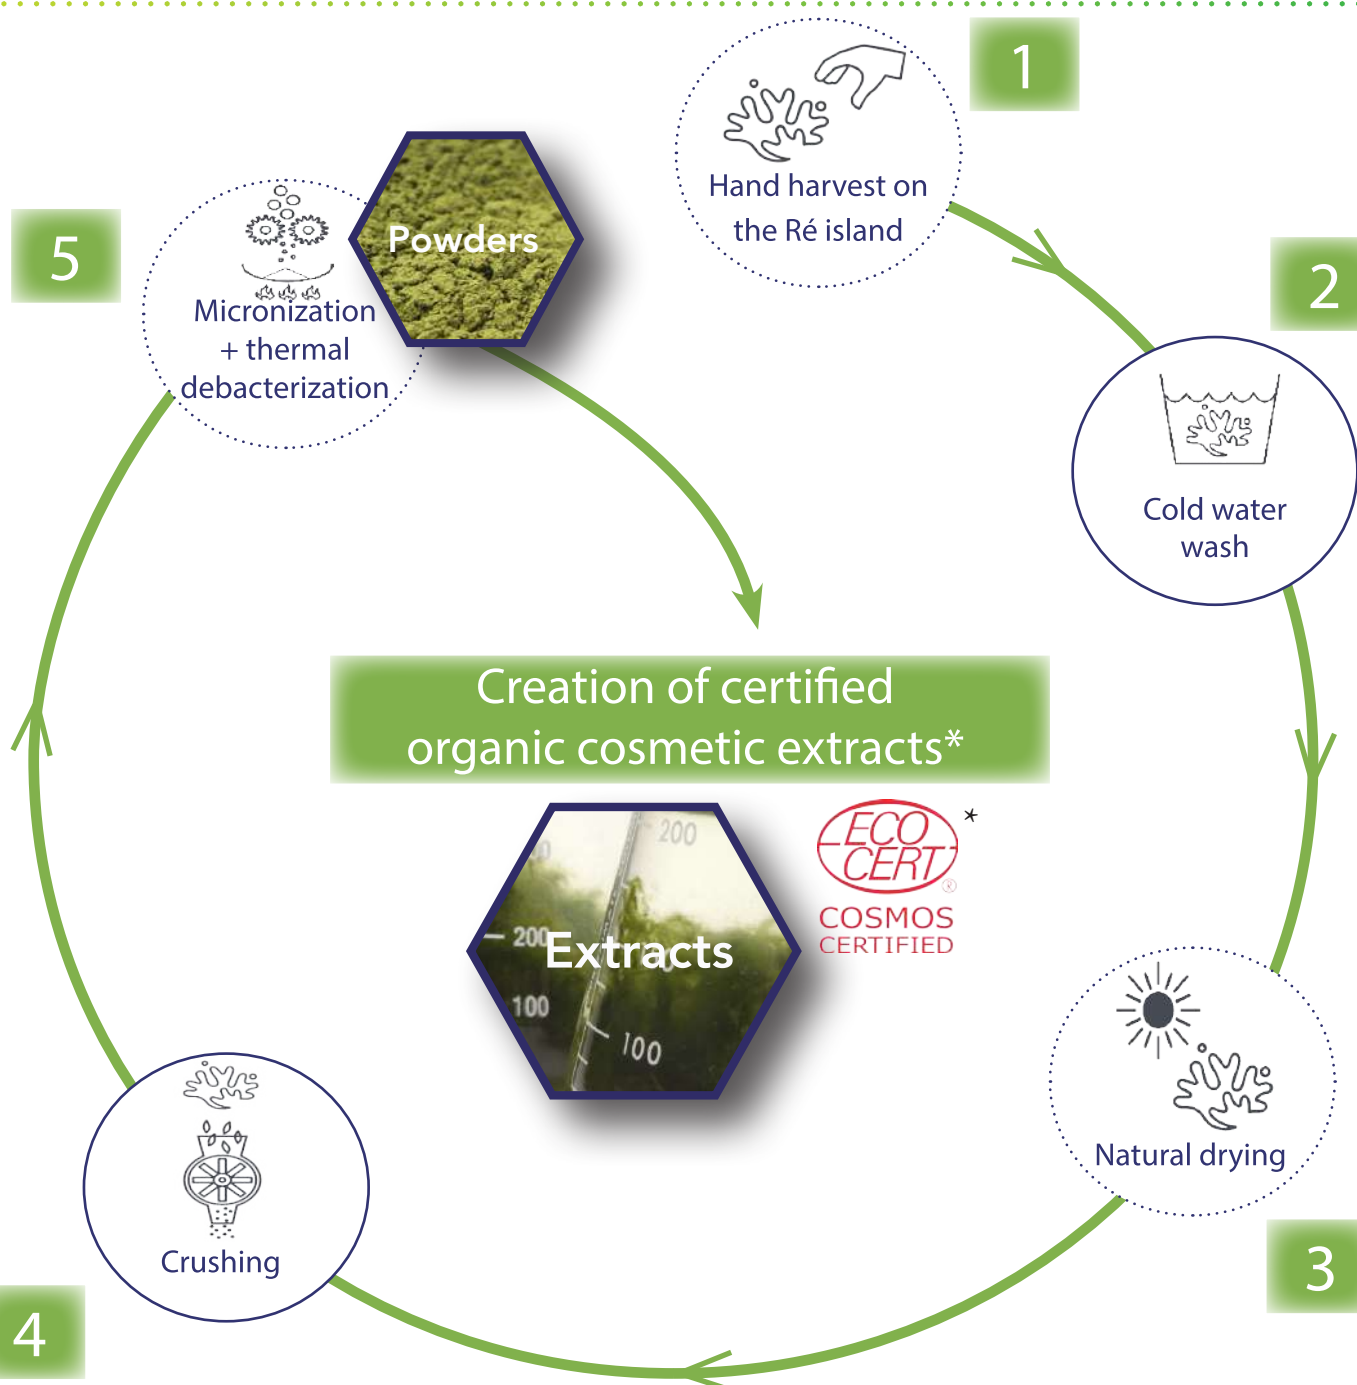 1
Hand harvest on
the Ré island
2
Cold water
wash
3
Natural drying
4
Crushing
5
Micronization
+ thermal
debacterization
Powders
Creation of certified
organic cosmetic extracts*
200
200
100
100
Extracts
ECO
CERT
®
*
COSMOS
CERTIFIED